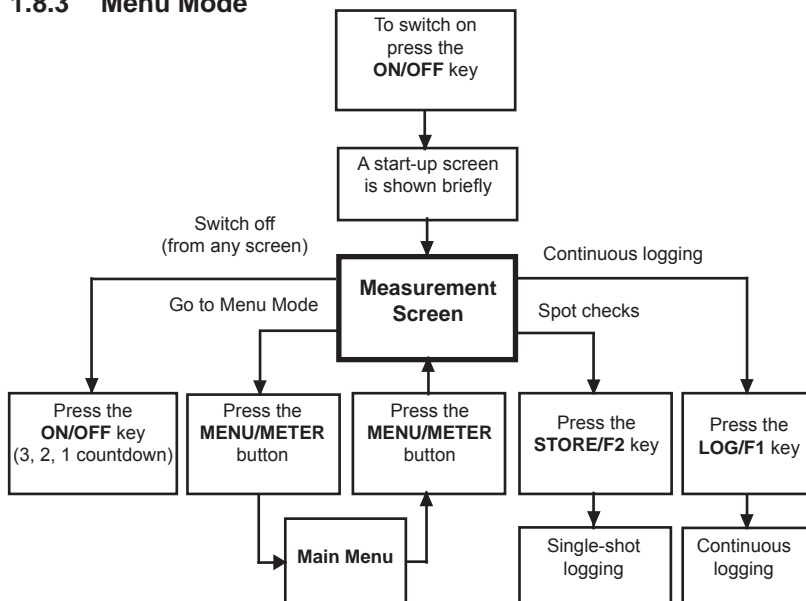 1.8.3 Menu Mode
To switch on
press the
ON/OFF key
A start-up screen
is shown briefly
Switch off
(from any screen)
Continuous logging
Measurement
Screen
Go to Menu Mode
Spot checks
Press the
ON/OFF key
(3, 2, 1 countdown)
Press the
MENU/METER
button
Press the
MENU/METER
button
Press the
STORE/F2 key
Press the
LOG/F1 key
Main Menu
Single-shot
logging
Continuous
logging